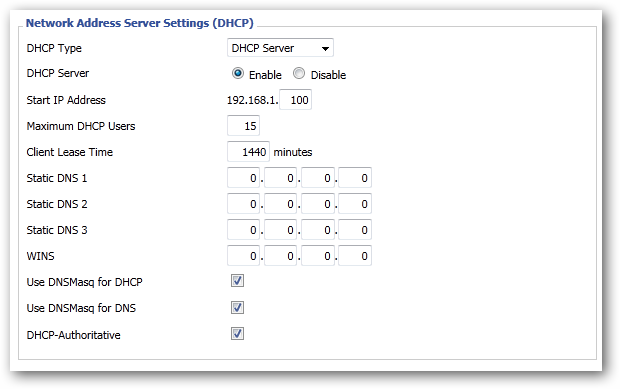 Network Address Server Settings (DHCP)
DHCP Type DHCP Server
DHCP Server Enable Disable
Start IP Address 192.168.1. 100
Maximum DHCP Users 15
Client Lease Time 1440 minutes
Static DNS 1 0 . 0 . 0 . 0
Static DNS 2 0 . 0 . 0 . 0
Static DNS 3 0 . 0 . 0 . 0
WINS 0 . 0 . 0 . 0
Use DNSMasq for DHCP
Use DNSMasq for DNS
DHCP-Authoritative